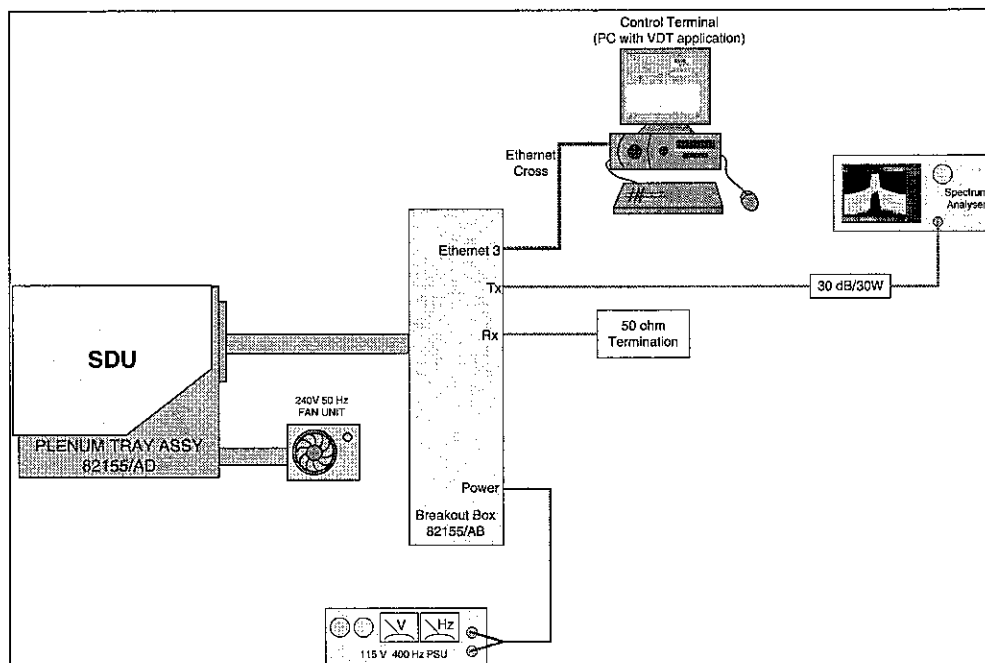 Control Terminal
(PC with VDT application)
Ethernet
Cross
Spectrum
Analyser
Ethernet 3
Tx
30 dB/30W
Rx
50 ohm
Termination
SDU
240V 50 Hz
FAN UNIT
PLENUM TRAY ASSY
82155/AD
Power
Breakout Box
82155/AB
V
Hz
115 V 400 Hz PSU